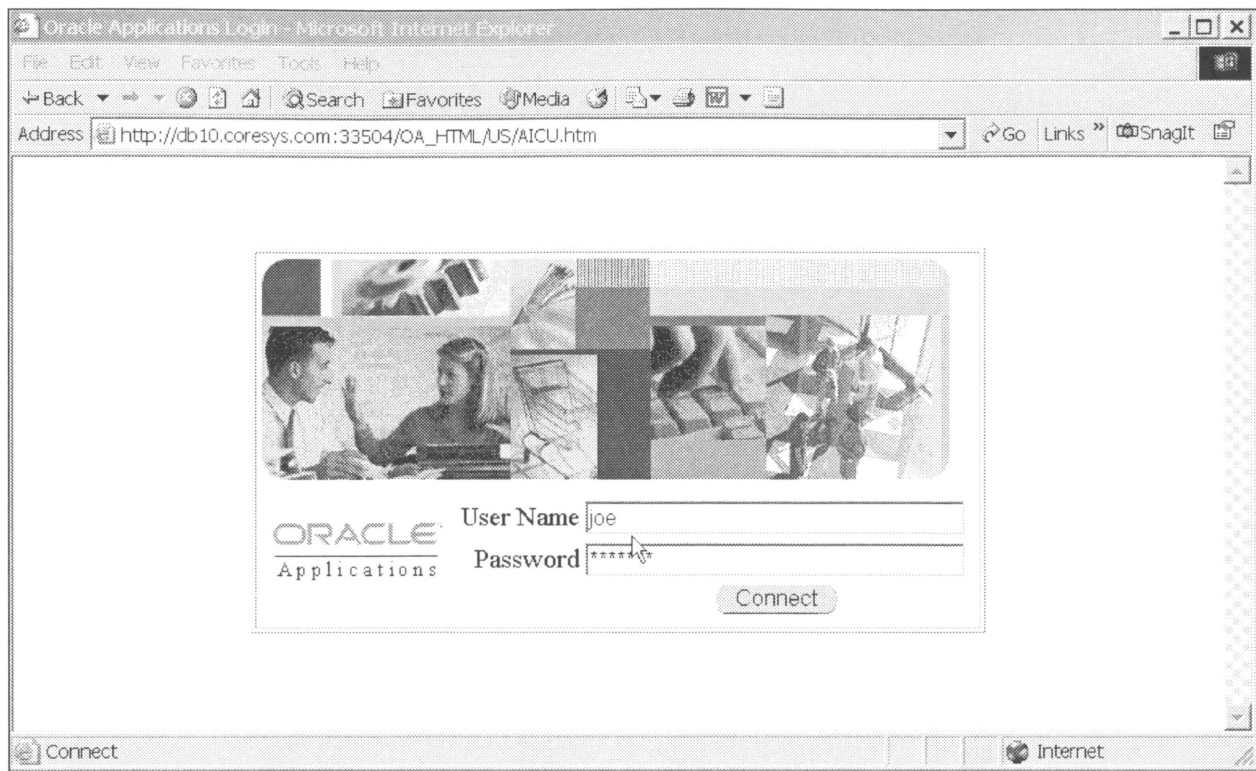 Oracle Applications Login - Microsoft Internet Explorer
File Edit View Favorites Tools Help
Back Search Favorites Media
Address http://db10.coresys.com:33504/OA_HTML/US/AICU.htm Go Links » SnagIt
User Name joe
ORACLE
Applications
Password *******
Connect
Connect Internet